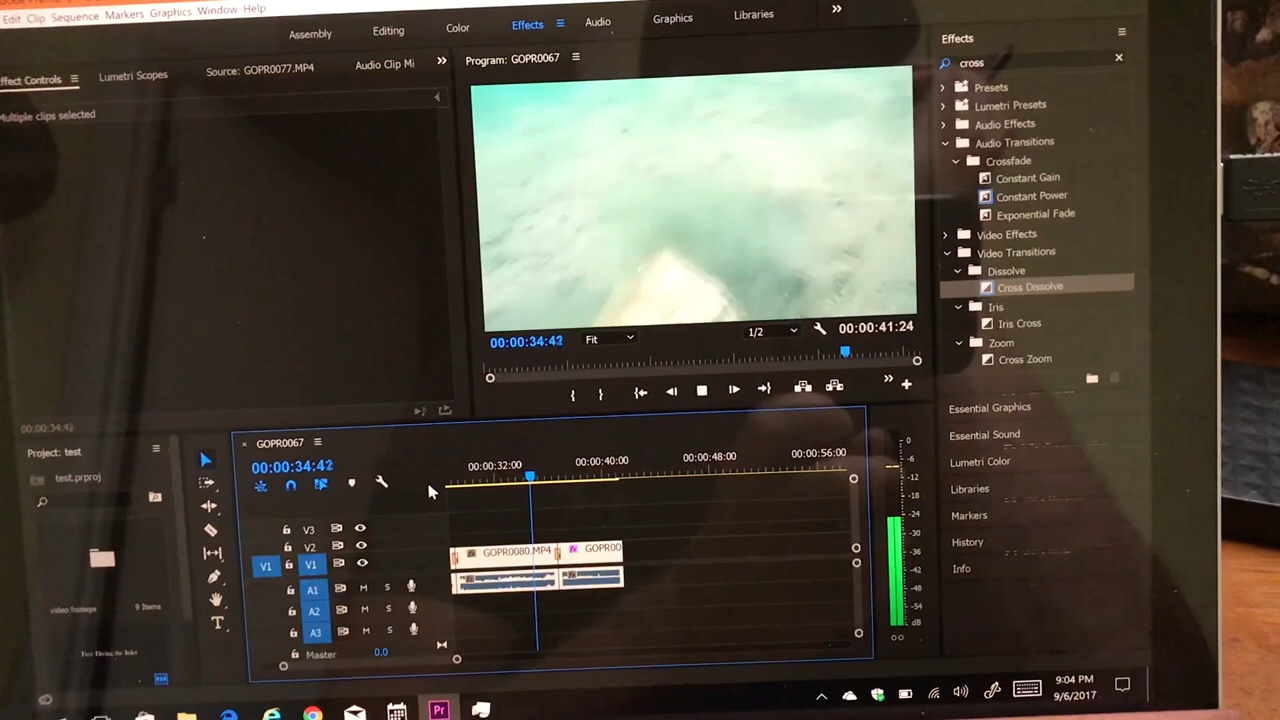 Edit Clip Sequence Markers Graphics Window Help
Assembly Editing Color Effects Audio Graphics Libraries
Effect Controls Lumetri Scopes Source: GOPR0077.MP4 Audio Clip Mi
Multiple clips selected
00:00:34:42
Program: GOPR0067
00:00:34:42 Fit 1/2 00:00:41:24
Effects
cross
Presets
Lumetri Presets
Audio Effects
Audio Transitions
Crossfade
Constant Gain
Constant Power
Exponential Fade
Video Effects
Video Transitions
Dissolve
Cross Dissolve
Iris
Iris Cross
Zoom
Cross Zoom
Essential Graphics
Essential Sound
Lumetri Color
Libraries
Markers
History
Info
Project: test
test.prproj
video footage 9 Items
Free Diving the Inlet
× GOPR0067
00:00:34:42
00:00:32:00 00:00:40:00 00:00:48:00 00:00:56:00
V3
V2
V1 V1
A1 M S
A2 M S
A3 M S
Master 0.0
GOPR0080.MP4 GOPR00
0
-6
-12
-18
-24
-30
-36
-42
-48
-54
dB
T
Pr
9:04 PM
9/6/2017